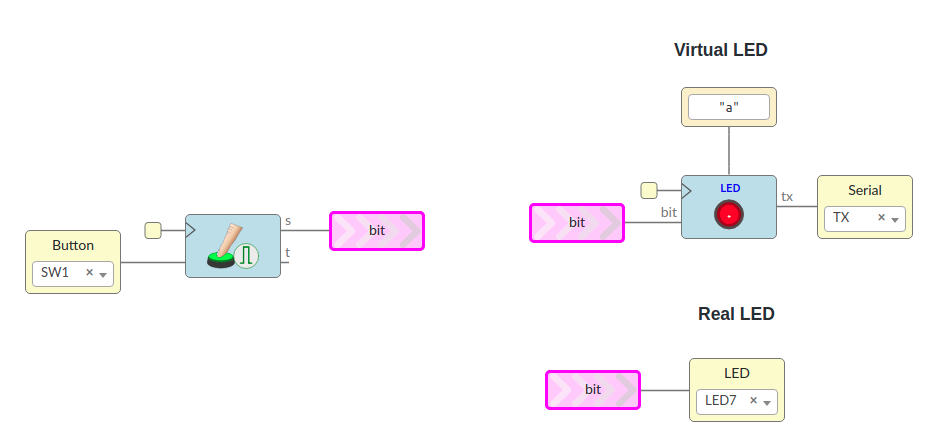 Virtual LED
"a"
LED
tx
Serial
TX ×
bit
bit
s
bit
t
Button
SW1 ×
Real LED
LED
LED7 ×
bit